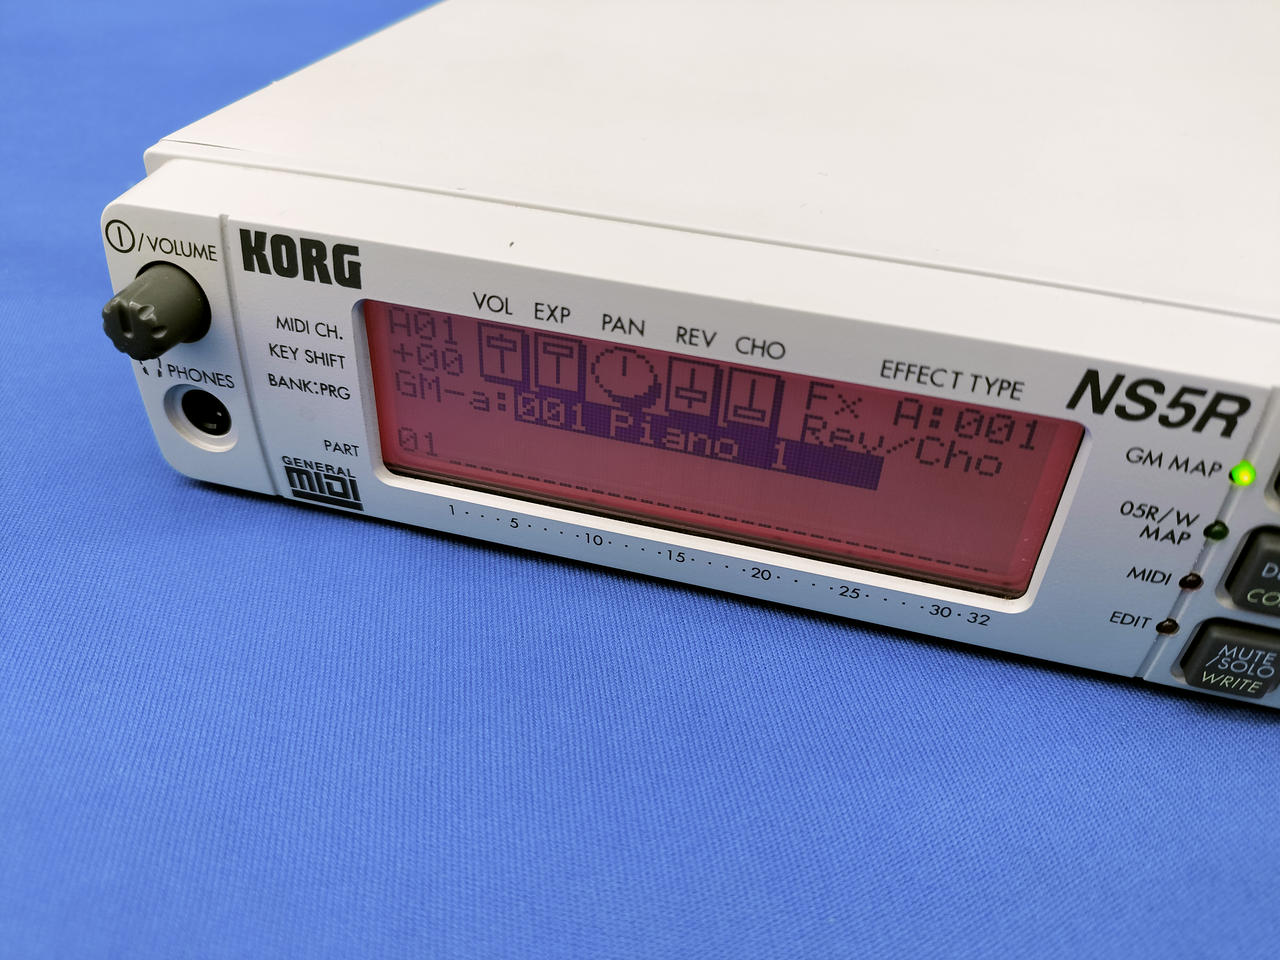 /VOLUME
KORG
PHONES
MIDI CH.
KEY SHIFT
BANK:PRG
PART
GENERAL
MIDI
VOL EXP PAN REV CHO
EFFECT TYPE
A01
+00
GM-a:001 Piano 1
01
Fx A:001
Rev/Cho
1 · · · 5 · · · · 10 · · · · 15 · · · · 20 · · · · 25 · · · · 30 · 32
NS5R
GM MAP
05R/W
MAP
MIDI
EDIT
MUTE
/SOLO
WRITE